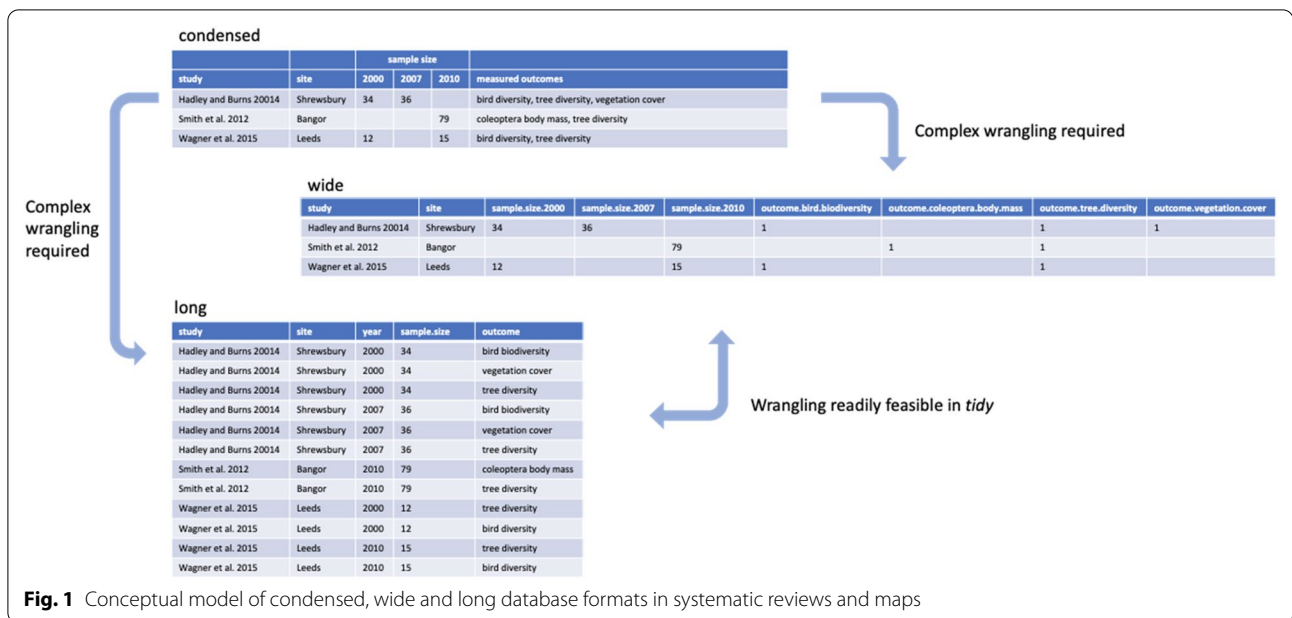 condensed
sample size
study site 2000 2007 2010 measured outcomes
Hadley and Burns 20014 Shrewsbury 34 36 bird diversity, tree diversity, vegetation cover
Smith et al. 2012 Bangor 79 coleoptera body mass, tree diversity
Wagner et al. 2015 Leeds 12 15 bird diversity, tree diversity
Complex wrangling required
wide
study site sample.size.2000 sample.size.2007 sample.size.2010 outcome.bird.biodiversity outcome.coleoptera.body.mass outcome.tree.diversity outcome.vegetation.cover
Hadley and Burns 20014 Shrewsbury 34 36 1 1 1
Smith et al. 2012 Bangor 79 1 1
Wagner et al. 2015 Leeds 12 15 1 1
Complex
wrangling
required
long
study site year sample.size outcome
Hadley and Burns 20014 Shrewsbury 2000 34 bird biodiversity
Hadley and Burns 20014 Shrewsbury 2000 34 vegetation cover
Hadley and Burns 20014 Shrewsbury 2000 34 tree diversity
Hadley and Burns 20014 Shrewsbury 2007 36 bird biodiversity
Hadley and Burns 20014 Shrewsbury 2007 36 vegetation cover
Hadley and Burns 20014 Shrewsbury 2007 36 tree diversity
Smith et al. 2012 Bangor 2010 79 coleoptera body mass
Smith et al. 2012 Bangor 2010 79 tree diversity
Wagner et al. 2015 Leeds 2000 12 tree diversity
Wagner et al. 2015 Leeds 2000 12 bird diversity
Wagner et al. 2015 Leeds 2010 15 tree diversity
Wagner et al. 2015 Leeds 2010 15 bird diversity
Wrangling readily feasible in tidy
Fig. 1 Conceptual model of condensed, wide and long database formats in systematic reviews and maps